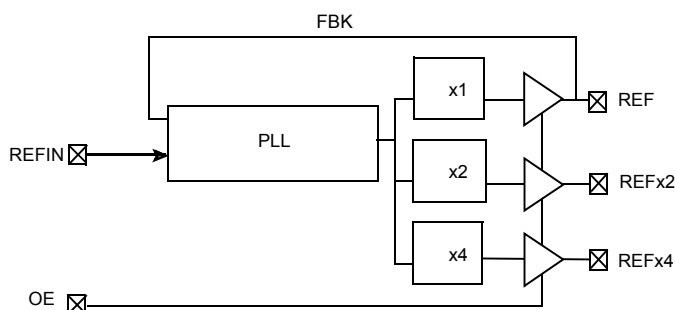 FBK
x1
REF
PLL
REFIN
x2
REFx2
x4
REFx4
OE